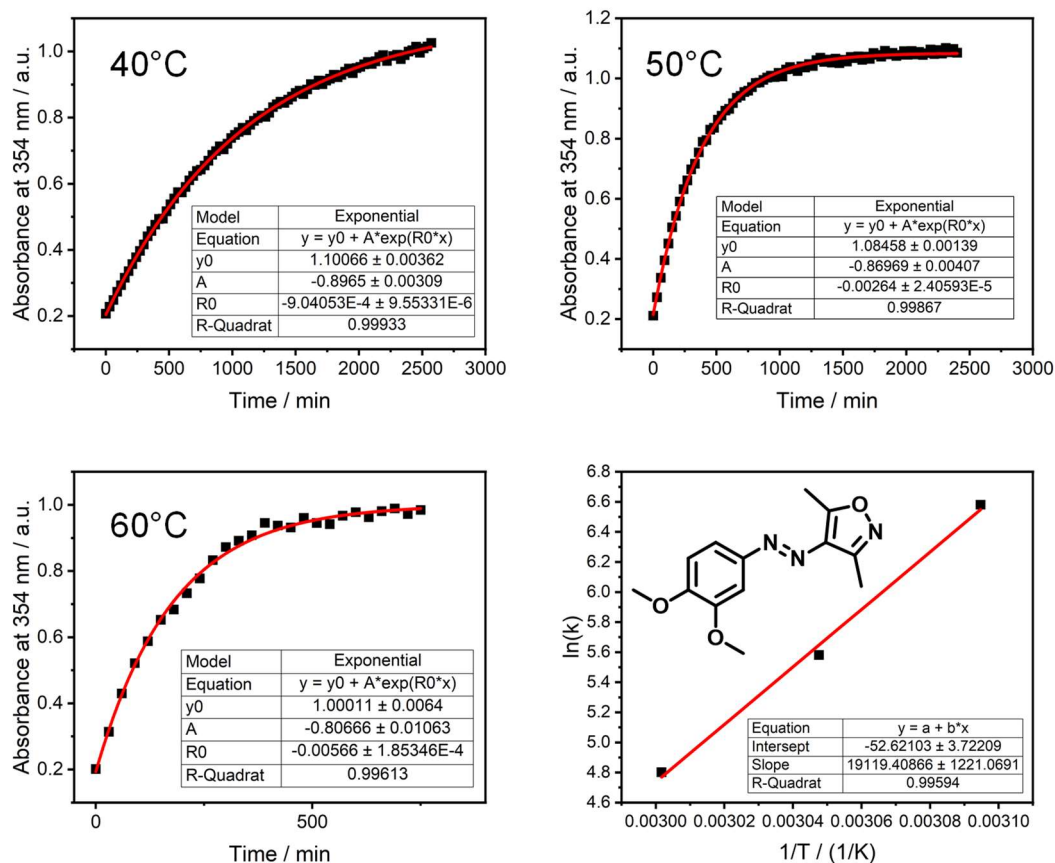 40°C
Absorbance at 354 nm / a.u.
1.0
0.8
0.6
0.4
0.2
Model Exponential
Equation y = y0 + A*exp(R0*x)
y0 1.10066 ± 0.00362
A -0.8965 ± 0.00309
R0 -9.04053E-4 ± 9.55331E-6
R-Quadrat 0.99933
0 500 1000 1500 2000 2500 3000
Time / min
50°C
Absorbance at 354 nm / a.u.
1.2
1.0
0.8
0.6
0.4
0.2
Model Exponential
Equation y = y0 + A*exp(R0*x)
y0 1.08458 ± 0.00139
A -0.86969 ± 0.00407
R0 -0.00264 ± 2.40593E-5
R-Quadrat 0.99867
0 500 1000 1500 2000 2500 3000
Time / min
60°C
Absorbance at 354 nm / a.u.
1.0
0.8
0.6
0.4
0.2
Model Exponential
Equation y = y0 + A*exp(R0*x)
y0 1.00011 ± 0.0064
A -0.80666 ± 0.01063
R0 -0.00566 ± 1.85346E-4
R-Quadrat 0.99613
0 500
Time / min
ln(k)
6.8
6.6
6.4
6.2
6.0
5.8
5.6
5.4
5.2
5.0
4.8
4.6
O
N
N
N
O
O
Equation y = a + b*x
Intersept -52.62103 ± 3.72209
Slope 19119.40866 ± 1221.0691
R-Quadrat 0.99594
0.00300 0.00302 0.00304 0.00306 0.00308 0.00310
1/T / (1/K)